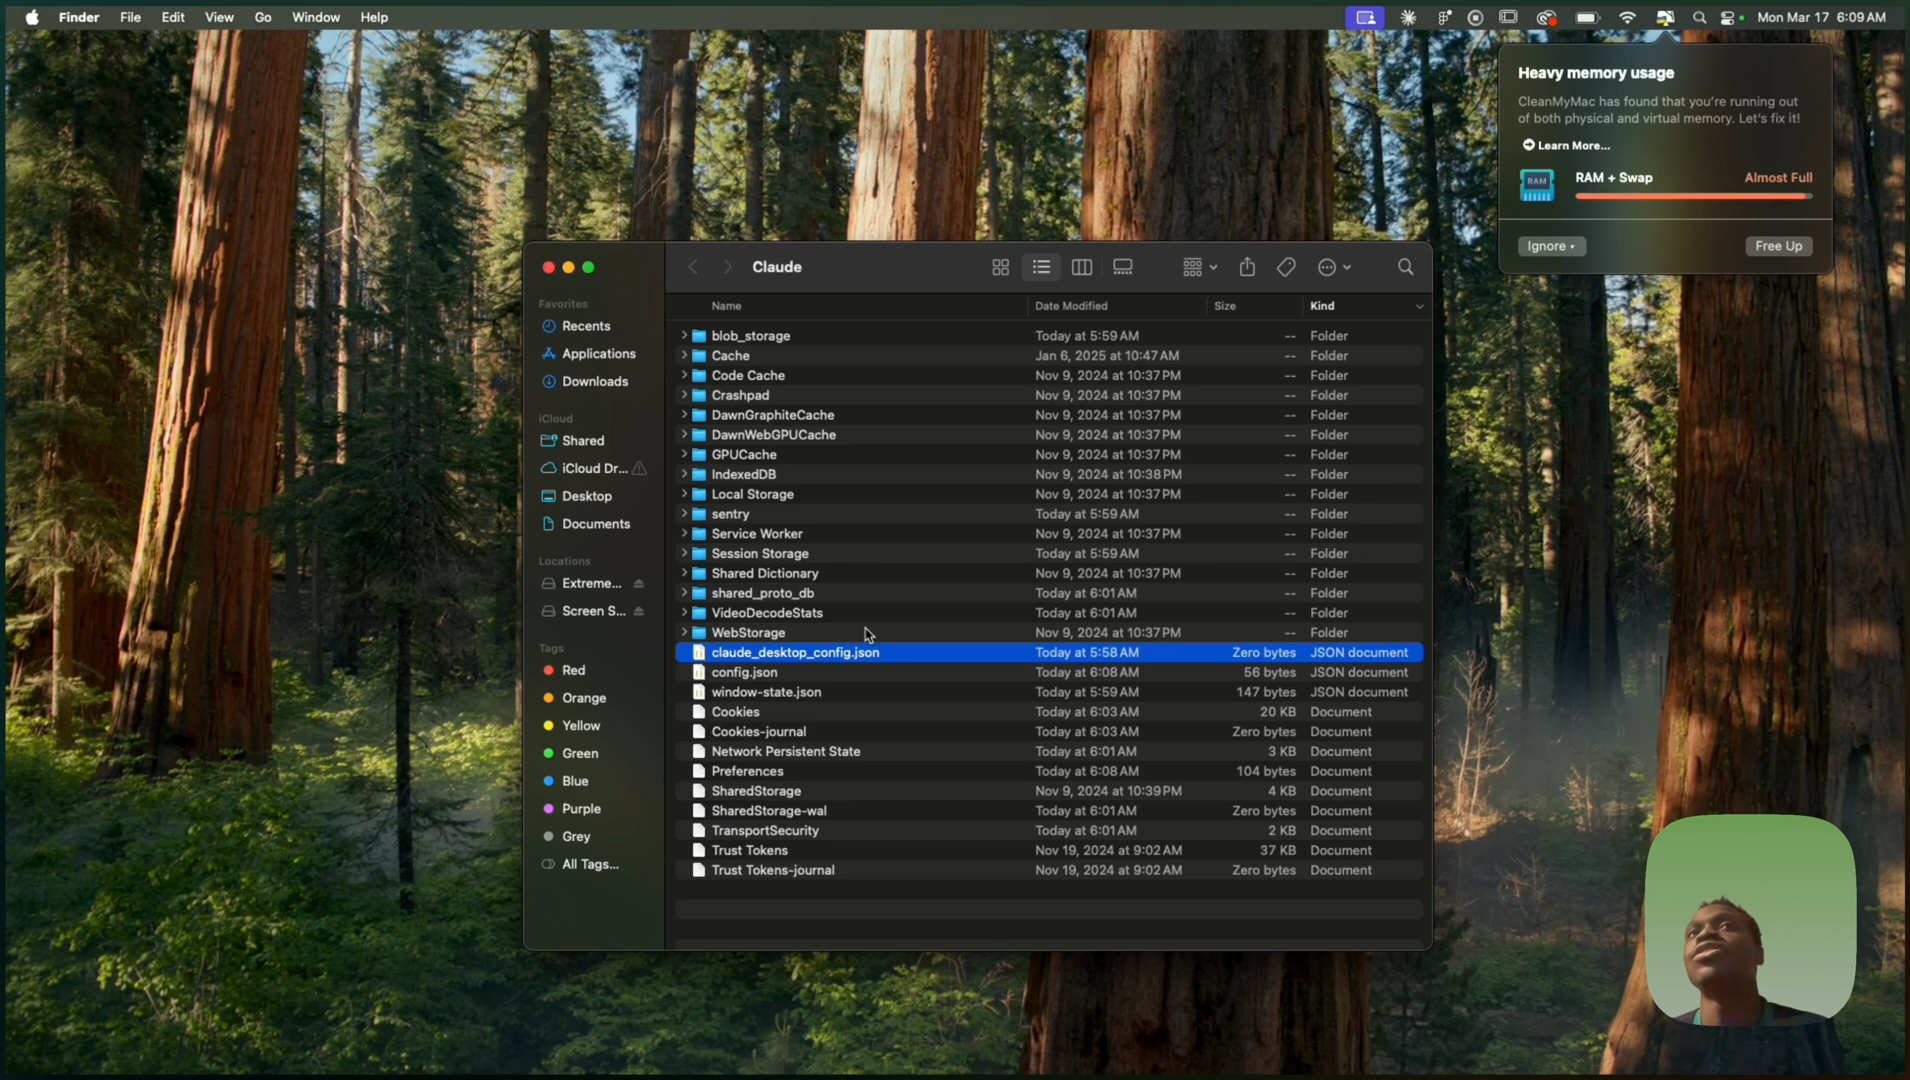 Finder File Edit View Go Window Help
Mon Mar 17 6:09 AM
Heavy memory usage
CleanMyMac has found that you're running out
of both physical and virtual memory. Let's fix it!
Learn More...
RAM
RAM + Swap Almost Full
Ignore Free Up
Claude
Favorites
Recents
Applications
Downloads
iCloud
Shared
iCloud Dr...
Desktop
Documents
Locations
Extreme...
Screen S...
Tags
Red
Orange
Yellow
Green
Blue
Purple
Grey
All Tags...
Name Date Modified Size Kind
blob_storage Today at 5:59 AM -- Folder
Cache Jan 6, 2025 at 10:47 AM -- Folder
Code Cache Nov 9, 2024 at 10:37 PM -- Folder
Crashpad Nov 9, 2024 at 10:37 PM -- Folder
DawnGraphiteCache Nov 9, 2024 at 10:37 PM -- Folder
DawnWebGPUCache Nov 9, 2024 at 10:37 PM -- Folder
GPUCache Nov 9, 2024 at 10:37 PM -- Folder
IndexedDB Nov 9, 2024 at 10:38 PM -- Folder
Local Storage Nov 9, 2024 at 10:37 PM -- Folder
sentry Today at 5:59 AM -- Folder
Service Worker Nov 9, 2024 at 10:37 PM -- Folder
Session Storage Today at 5:59 AM -- Folder
Shared Dictionary Nov 9, 2024 at 10:37 PM -- Folder
shared_proto_db Today at 6:01 AM -- Folder
VideoDecodeStats Today at 6:01 AM -- Folder
WebStorage Nov 9, 2024 at 10:37 PM -- Folder
claude_desktop_config.json Today at 5:58 AM Zero bytes JSON document
config.json Today at 6:08 AM 56 bytes JSON document
window-state.json Today at 5:59 AM 147 bytes JSON document
Cookies Today at 6:03 AM 20 KB Document
Cookies-journal Today at 6:03 AM Zero bytes Document
Network Persistent State Today at 6:01 AM 3 KB Document
Preferences Today at 6:08 AM 104 bytes Document
SharedStorage Nov 9, 2024 at 10:39 PM 4 KB Document
SharedStorage-wal Today at 6:01 AM Zero bytes Document
TransportSecurity Today at 6:01 AM 2 KB Document
Trust Tokens Nov 19, 2024 at 9:02 AM 37 KB Document
Trust Tokens-journal Nov 19, 2024 at 9:02 AM Zero bytes Document